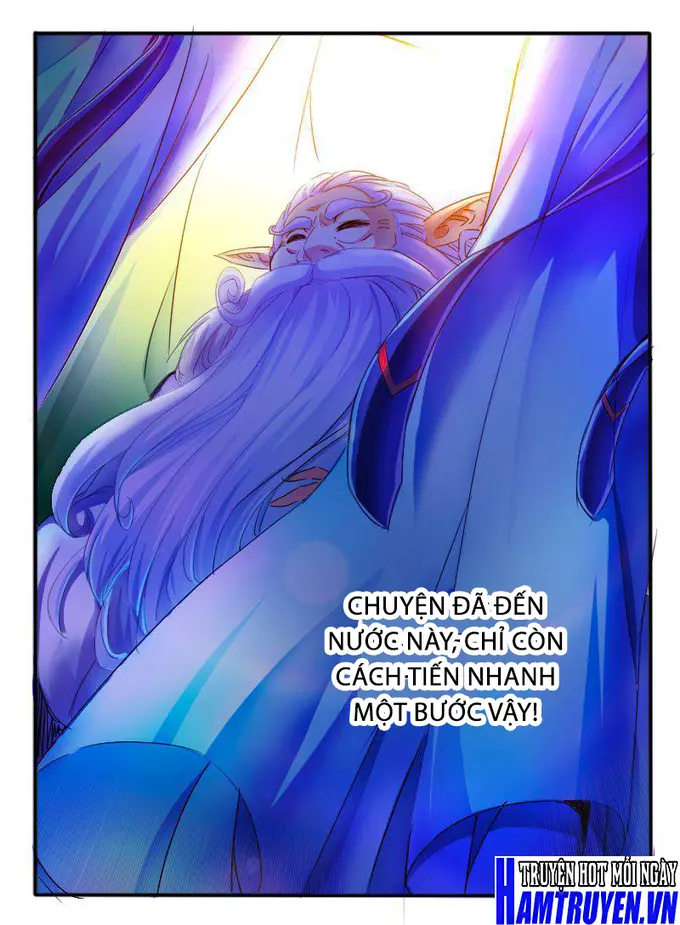 CHUYỆN ĐÃ ĐẾN
NƯỚC NÀY, CHỈ CÒN
CÁCH TIẾN NHANH
MỘT BƯỚC VẬY!
TRUYỆN HOT MỖI NGÀY
HAMTRUYEN.VN